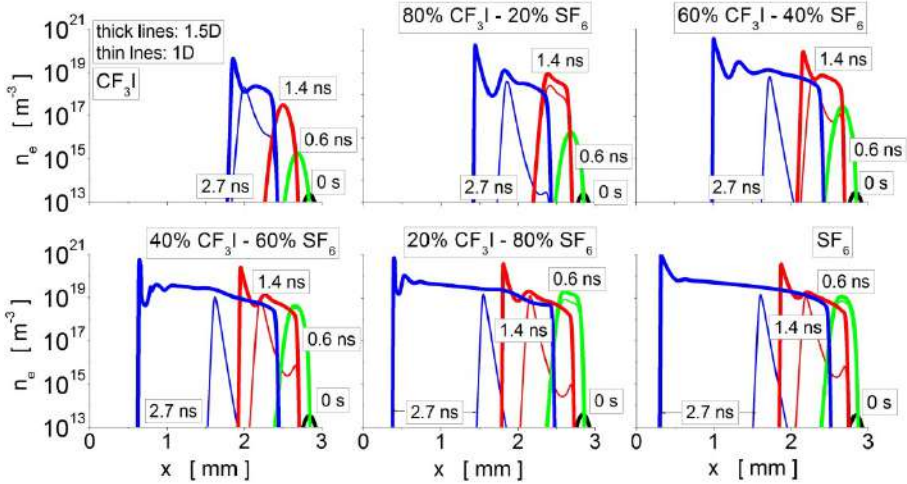 80% CF3I - 20% SF6
60% CF3I - 40% SF6
thick lines: 1.5D
thin lines: 1D
CF3I
10^21
10^19
10^17
10^15
10^13
n_e [ m^-3 ]
1.4 ns
0.6 ns
2.7 ns
0 s
1.4 ns
0.6 ns
2.7 ns
0 s
1.4 ns
0.6 ns
2.7 ns
0 s
40% CF3I - 60% SF6
20% CF3I - 80% SF6
SF6
10^21
10^19
10^17
10^15
10^13
n_e [ m^-3 ]
1.4 ns
0.6 ns
2.7 ns
0 s
0.6 ns
1.4 ns
2.7 ns
0 s
0.6 ns
1.4 ns
2.7 ns
0 s
0 1 2 3
0 1 2 3
0 1 2 3
x [ mm ]
x [ mm ]
x [ mm ]